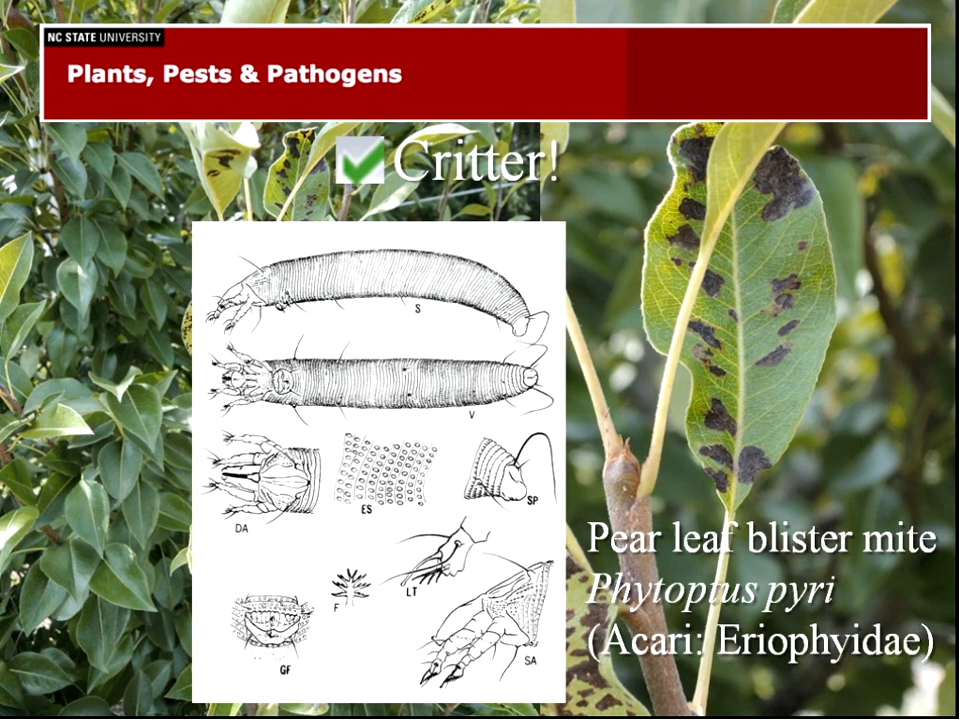 NC STATE UNIVERSITY
Plants, Pests & Pathogens
Critter!
S
V
DA
ES
SP
F
LT
GF
SA
Pear leaf blister mite
Phytoptus pyri
(Acari: Eriophyidae)